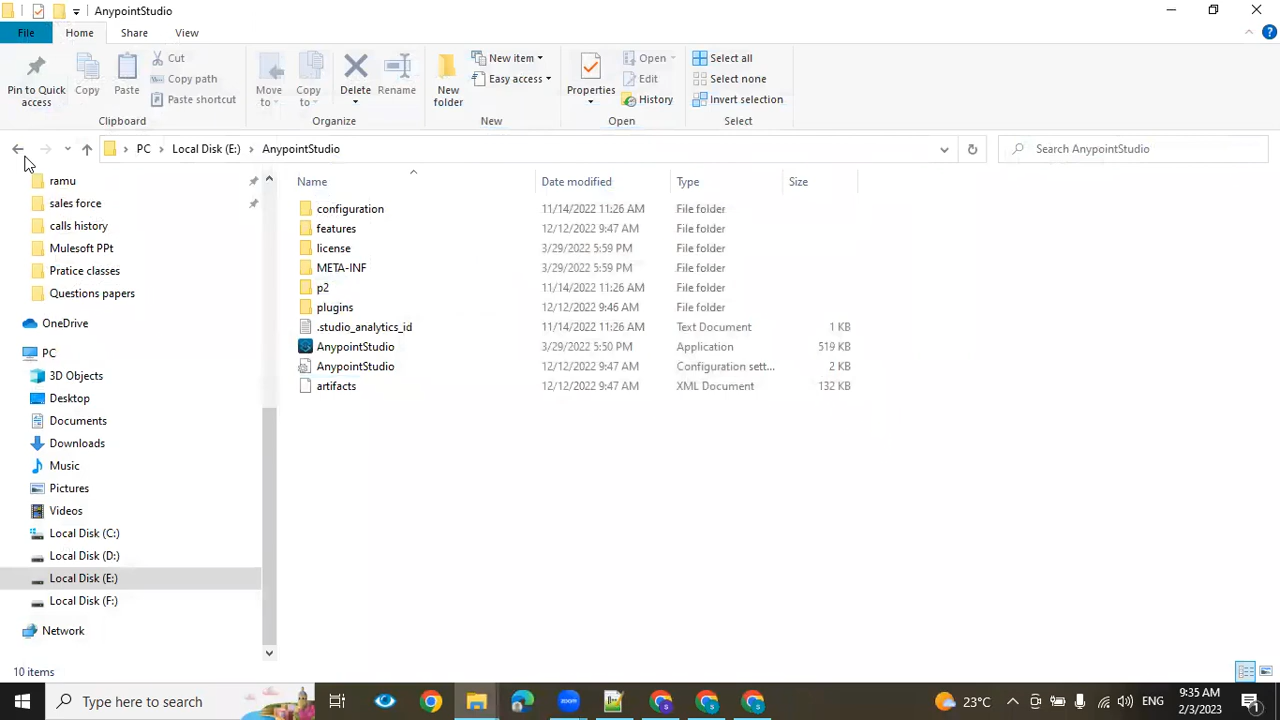 AnypointStudio
File Home Share View
Pin to Quick access
Copy
Paste
Cut
Copy path
Paste shortcut
Move to
Copy to
Delete
Rename
New folder
New item
Easy access
Properties
Open
Edit
History
Select all
Select none
Invert selection
Clipboard Organize New Open Select
PC Local Disk (E:) AnypointStudio
Search AnypointStudio
ramu
sales force
calls history
Mulesoft PPt
Pratice classes
Questions papers
OneDrive
PC
3D Objects
Desktop
Documents
Downloads
Music
Pictures
Videos
Local Disk (C:)
Local Disk (D:)
Local Disk (E:)
Local Disk (F:)
Network
Name Date modified Type Size
configuration 11/14/2022 11:26 AM File folder
features 12/12/2022 9:47 AM File folder
license 3/29/2022 5:59 PM File folder
META-INF 3/29/2022 5:59 PM File folder
p2 11/14/2022 11:26 AM File folder
plugins 12/12/2022 9:46 AM File folder
.studio_analytics_id 11/14/2022 11:26 AM Text Document 1 KB
AnypointStudio 3/29/2022 5:50 PM Application 519 KB
AnypointStudio 12/12/2022 9:47 AM Configuration sett... 2 KB
artifacts 12/12/2022 9:47 AM XML Document 132 KB
10 items
Type here to search
zoom
23°C
ENG
9:35 AM
2/3/2023
1